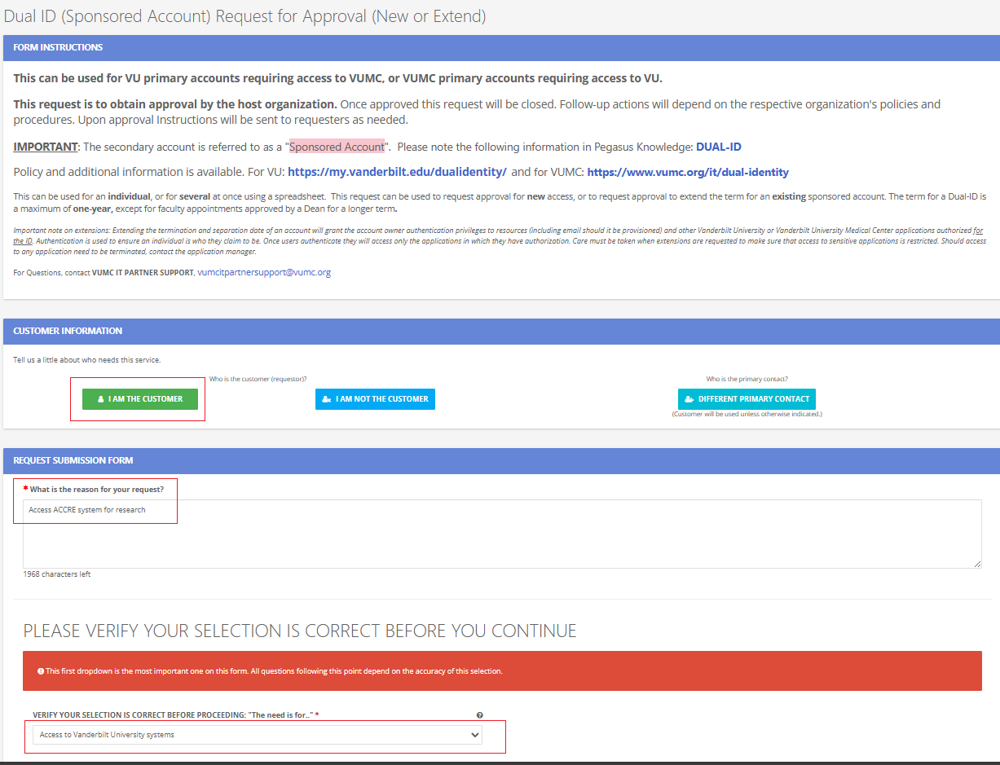 Dual ID (Sponsored Account) Request for Approval (New or Extend)
FORM INSTRUCTIONS
This can be used for VU primary accounts requiring access to VUMC, or VUMC primary accounts requiring access to VU.
This request is to obtain approval by the host organization. Once approved this request will be closed. Follow-up actions will depend on the respective organization's policies and
procedures. Upon approval Instructions will be sent to requesters as needed.
IMPORTANT: The secondary account is referred to as a "Sponsored Account". Please note the following information in Pegasus Knowledge: DUAL-ID
Policy and additional information is available. For VU: https://my.vanderbilt.edu/dualidentity/ and for VUMC: https://www.vumc.org/it/dual-identity
This can be used for an individual, or for several at once using a spreadsheet. This request can be used to request approval for new access, or to request approval to extend the term for an existing sponsored account. The term for a Dual-ID is
a maximum of one-year, except for faculty appointments approved by a Dean for a longer term.
Important note on extensions: Extending the termination and separation date of an account will grant the account owner authentication privileges to resources (including email should it be provisioned) and other Vanderbilt University or Vanderbilt University Medical Center applications authorized for
the ID. Authentication is used to ensure an individual is who they claim to be. Once users authenticate they will access only the applications in which they have authorization. Care must be taken when extensions are requested to make sure that access to sensitive applications is restricted. Should access
to any application need to be terminated, contact the application manager.
For Questions, contact VUMC IT PARTNER SUPPORT, vumcitpartnersupport@vumc.org
CUSTOMER INFORMATION
Tell us a little about who needs this service.
Who is the customer (requestor)?
Who is the primary contact?
I AM THE CUSTOMER
I AM NOT THE CUSTOMER
DIFFERENT PRIMARY CONTACT
(Customer will be used unless otherwise indicated.)
REQUEST SUBMISSION FORM
* What is the reason for your request?
Access ACCRE system for research
1968 characters left
PLEASE VERIFY YOUR SELECTION IS CORRECT BEFORE YOU CONTINUE
This first dropdown is the most important one on this form. All questions following this point depend on the accuracy of this selection.
VERIFY YOUR SELECTION IS CORRECT BEFORE PROCEEDING: "The need is for.." *
Access to Vanderbilt University systems